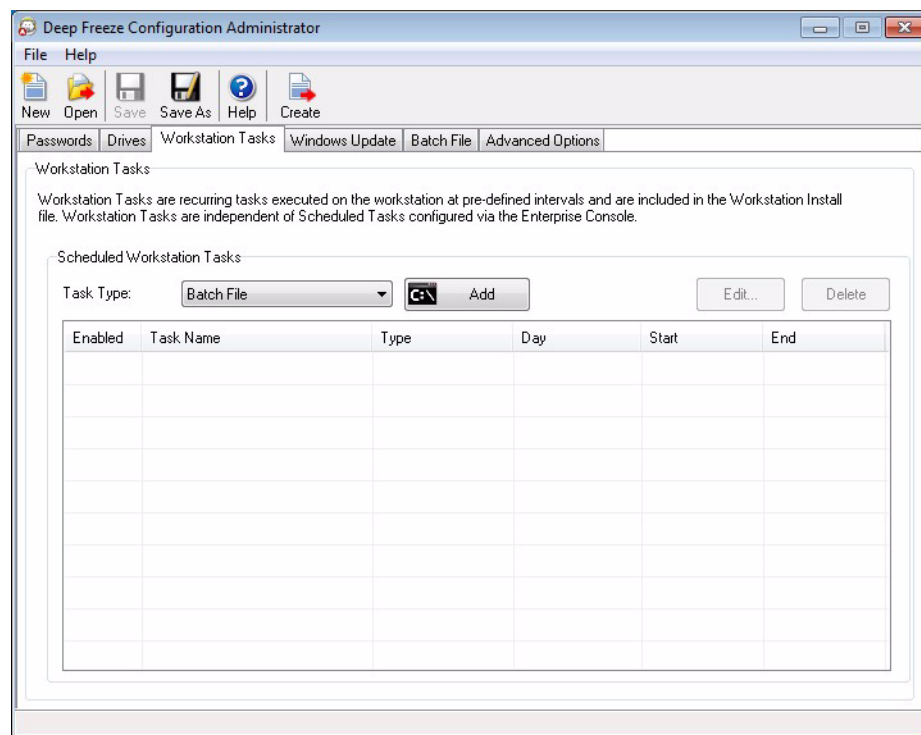 Deep Freeze Configuration Administrator
File Help
New Open Save Save As Help Create
Passwords Drives Workstation Tasks Windows Update Batch File Advanced Options
Workstation Tasks
Workstation Tasks are recurring tasks executed on the workstation at pre-defined intervals and are included in the Workstation Install
file. Workstation Tasks are independent of Scheduled Tasks configured via the Enterprise Console.
Scheduled Workstation Tasks
Task Type: Batch File C:\ Add Edit... Delete
Enabled Task Name Type Day Start End